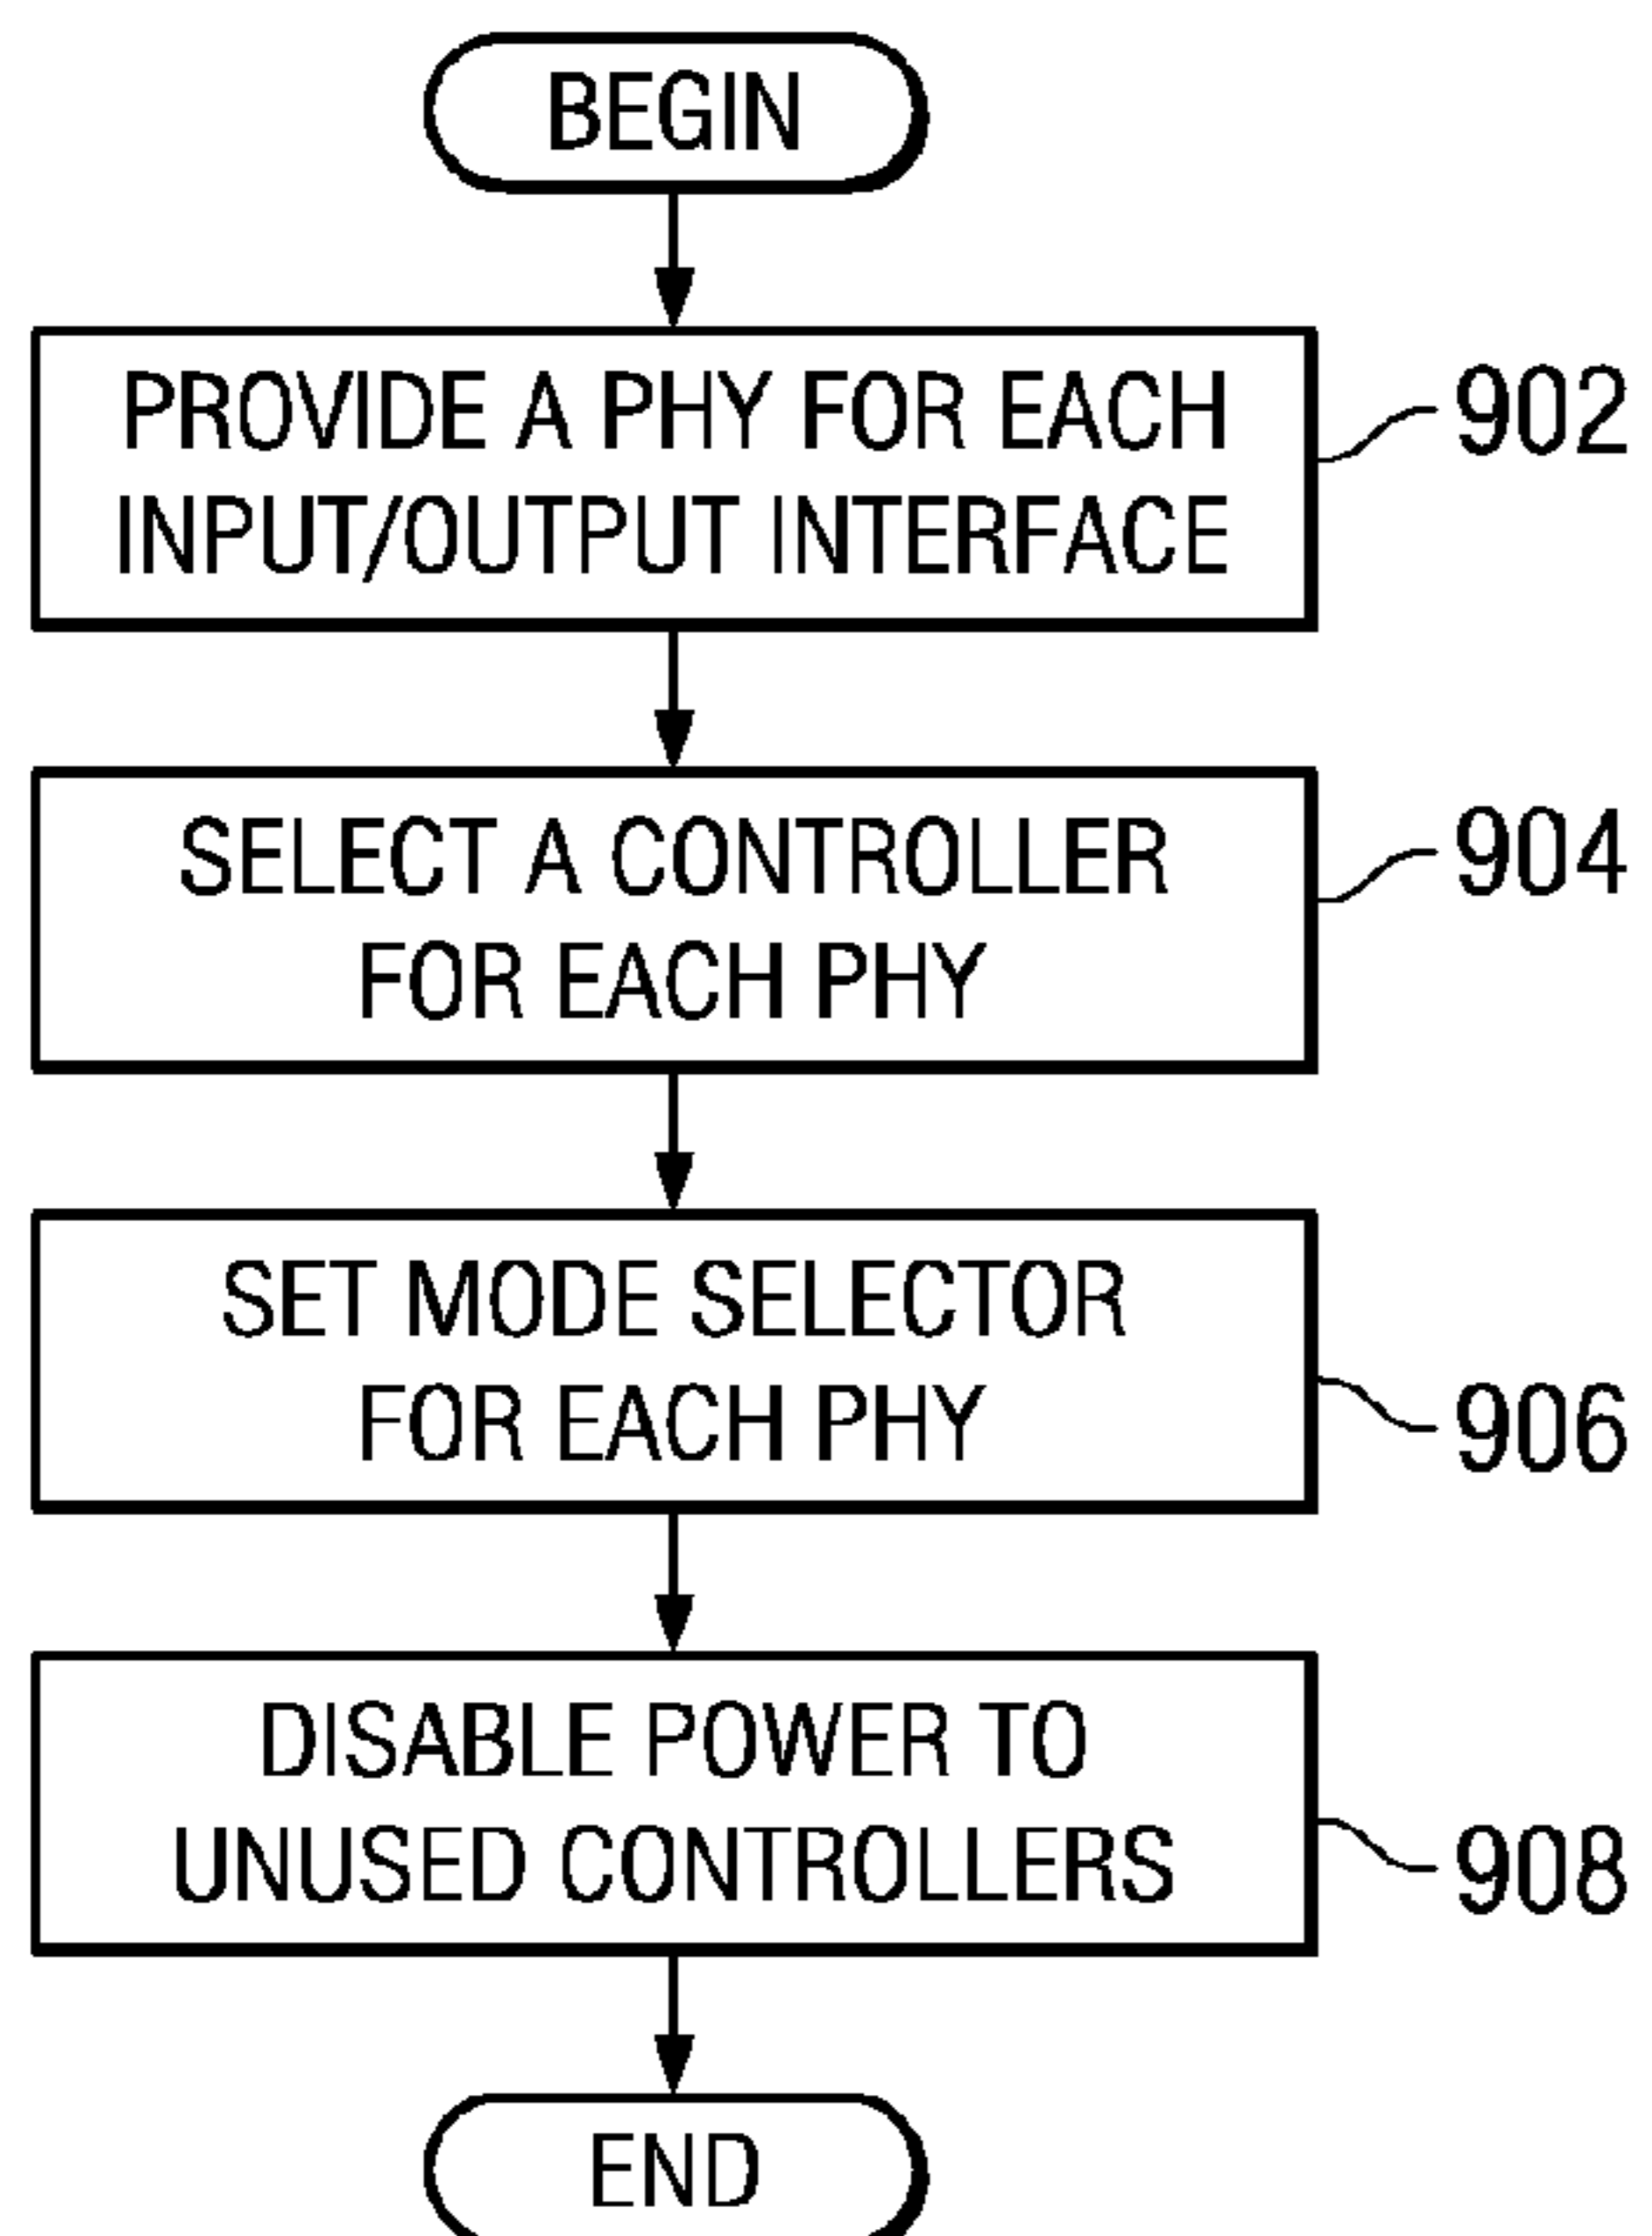 BEGIN
PROVIDE A PHY FOR EACH
INPUT/OUTPUT INTERFACE
902
SELECT A CONTROLLER
FOR EACH PHY
904
SET MODE SELECTOR
FOR EACH PHY
906
DISABLE POWER TO
UNUSED CONTROLLERS
908
END